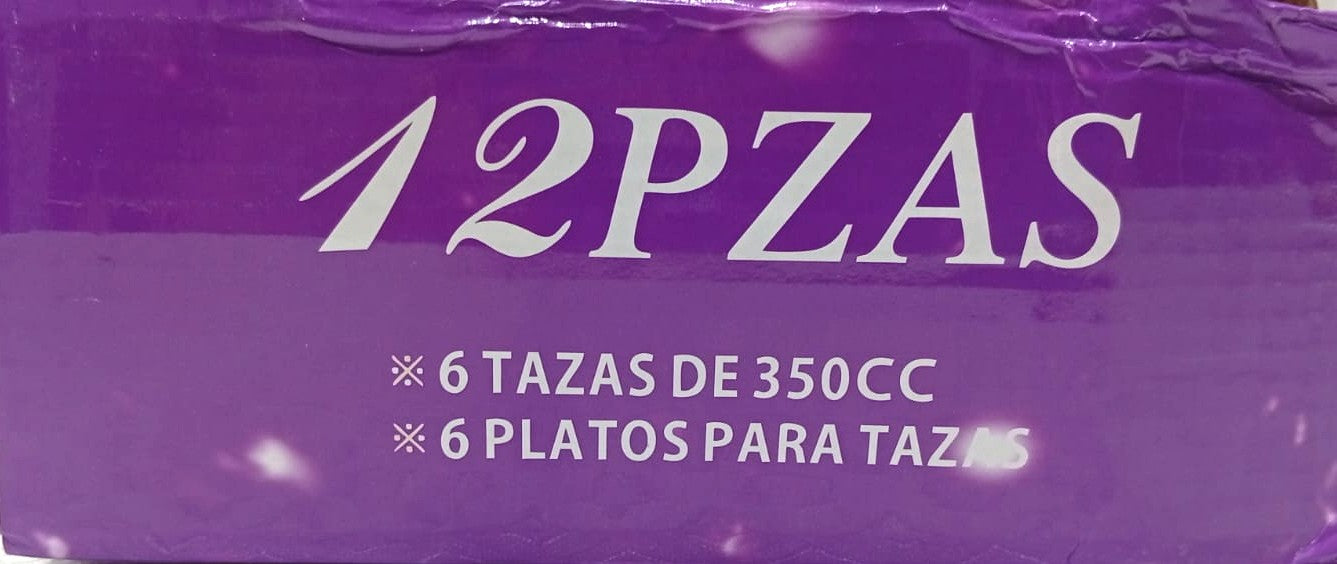 12PZAS
※ 6 TAZAS DE 350CC
※ 6 PLATOS PARA TAZAS